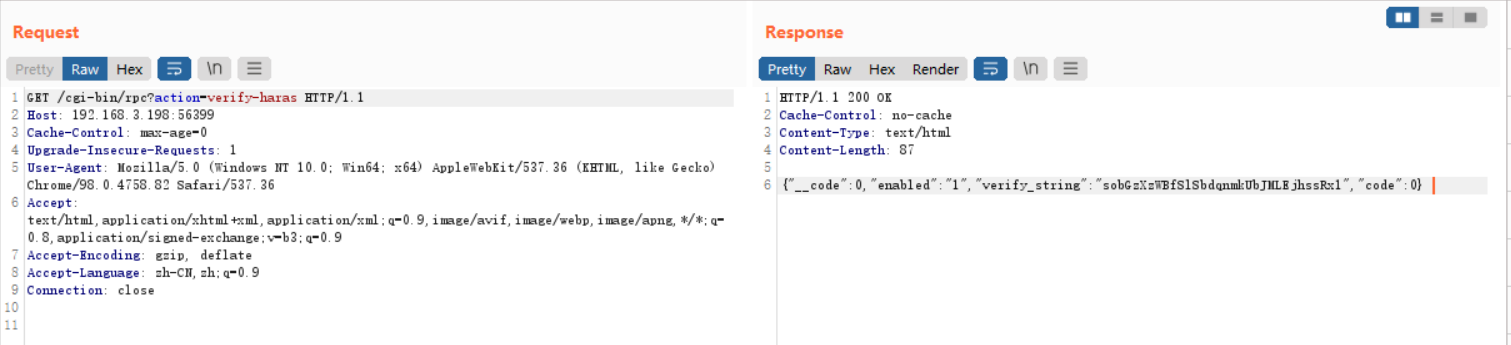 Request
Pretty Raw Hex \n
1 GET /cgi-bin/rpc?action=verify-haras HTTP/1.1
2 Host: 192.168.3.198:56399
3 Cache-Control: max-age=0
4 Upgrade-Insecure-Requests: 1
5 User-Agent: Mozilla/5.0 (Windows NT 10.0; Win64; x64) AppleWebKit/537.36 (KHTML, like Gecko)
Chrome/98.0.4758.82 Safari/537.36
6 Accept:
text/html,application/xhtml+xml,application/xml;q=0.9,image/avif,image/webp,image/apng,*/*;q=
0.8,application/signed-exchange;v=b3;q=0.9
7 Accept-Encoding: gzip, deflate
8 Accept-Language: zh-CN,zh;q=0.9
9 Connection: close
10
11
Response
Pretty Raw Hex Render \n
1 HTTP/1.1 200 OK
2 Cache-Control: no-cache
3 Content-Type: text/html
4 Content-Length: 87
5
6 {"__code":0,"enabled":"1","verify_string":"sobGzXzWBfSlSbdqnmkUbJMLEjhssRx1","code":0}